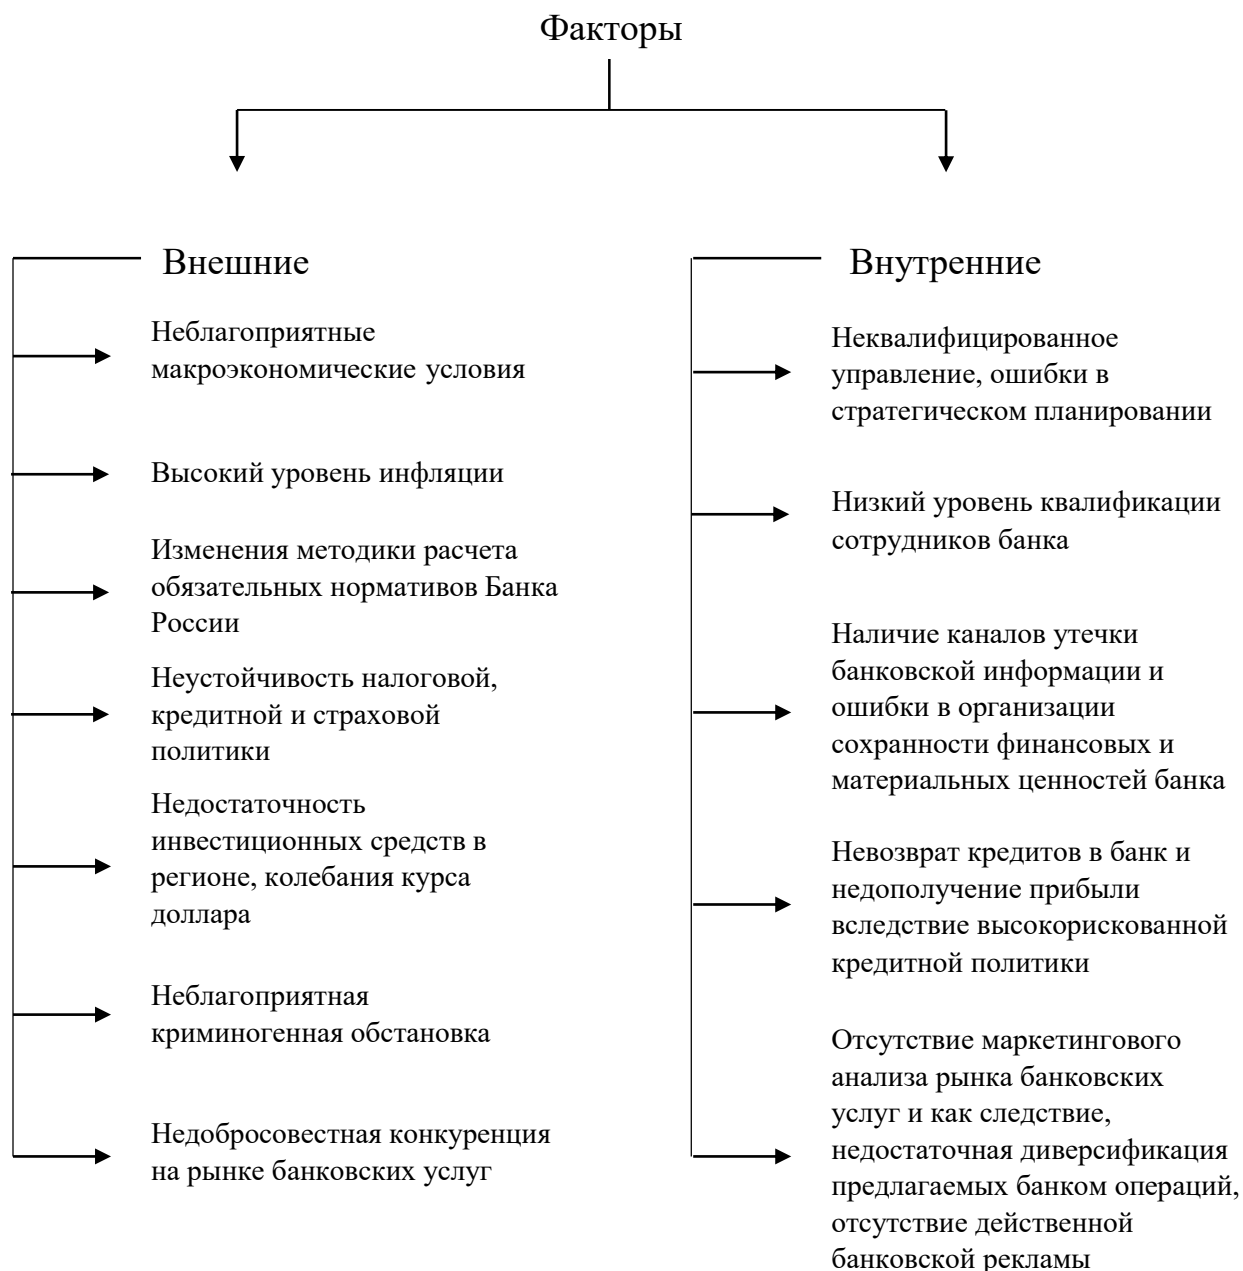 Факторы
Внешние
Неблагоприятные
макроэкономические условия
Высокий уровень инфляции
Изменения методики расчета
обязательных нормативов Банка
России
Неустойчивость налоговой,
кредитной и страховой
политики
Недостаточность
инвестиционных средств в
регионе, колебания курса
доллара
Неблагоприятная
криминогенная обстановка
Недобросовестная конкуренция
на рынке банковских услуг
Внутренние
Неквалифицированное
управление, ошибки в
стратегическом планировании
Низкий уровень квалификации
сотрудников банка
Наличие каналов утечки
банковской информации и
ошибки в организации
сохранности финансовых и
материальных ценностей банка
Невозврат кредитов в банк и
недополучение прибыли
вследствие высокорискованной
кредитной политики
Отсутствие маркетингового
анализа рынка банковских
услуг и как следствие,
недостаточная диверсификация
предлагаемых банком операций,
отсутствие действенной
банковской рекламы